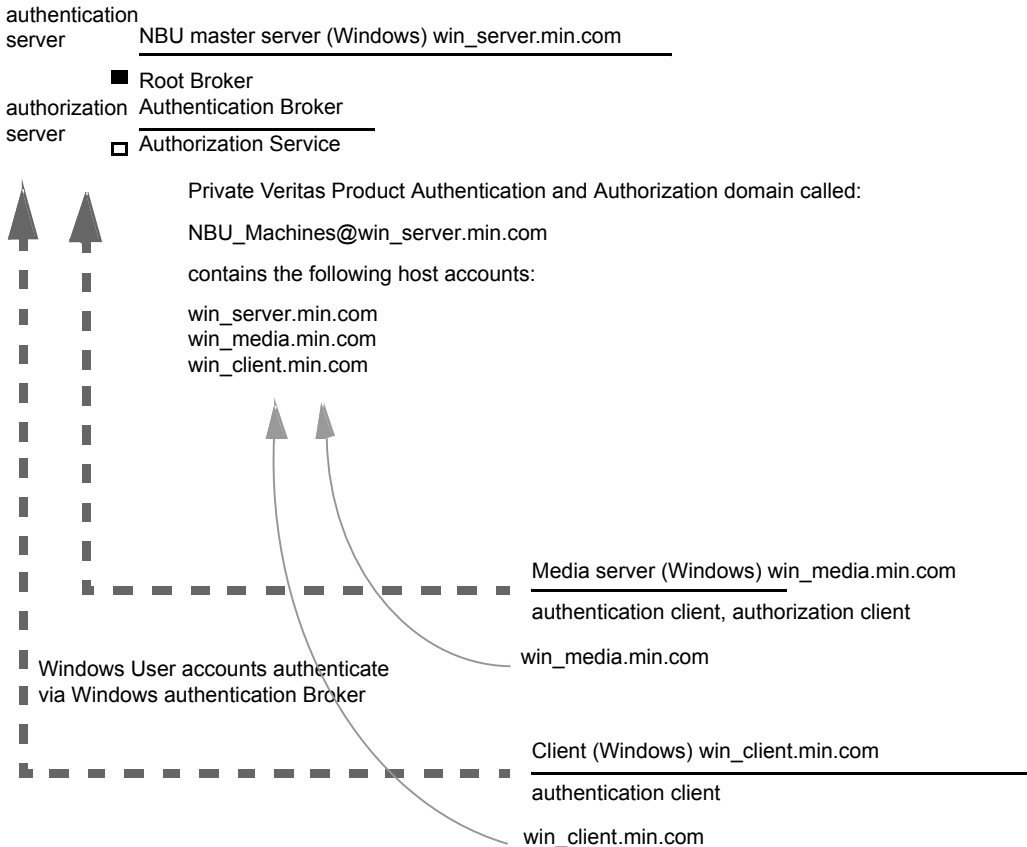 authentication
server
NBU master server (Windows) win_server.min.com
Root Broker
authorization
server
Authentication Broker
Authorization Service
Private Veritas Product Authentication and Authorization domain called:
NBU_Machines@win_server.min.com
contains the following host accounts:
win_server.min.com
win_media.min.com
win_client.min.com
Media server (Windows) win_media.min.com
authentication client, authorization client
win_media.min.com
Windows User accounts authenticate
via Windows authentication Broker
Client (Windows) win_client.min.com
authentication client
win_client.min.com